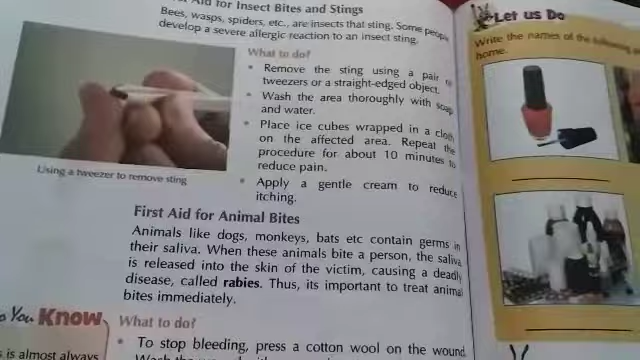 Aid for Insect Bites and Stings
Bees, wasps, spiders, etc., are insects that sting. Some people
develop a severe allergic reaction to an insect sting.
What to do?
• Remove the sting using a pair
tweezers or a straight-edged object.
• Wash the area thoroughly with soap
and water.
• Place ice cubes wrapped in a cloth
on the affected area. Repeat the
procedure for about 10 minutes to
reduce pain.
• Apply a gentle cream to reduce
itching.
Using a tweezer to remove sting
First Aid for Animal Bites
Animals like dogs, monkeys, bats etc contain germs in
their saliva. When these animals bite a person, the saliva
is released into the skin of the victim, causing a deadly
disease, called rabies. Thus, its important to treat animal
bites immediately.
You Know
is almost always
What to do?
• To stop bleeding, press a cotton wool on the wound.
Let us Do
Write the names of the following
home.